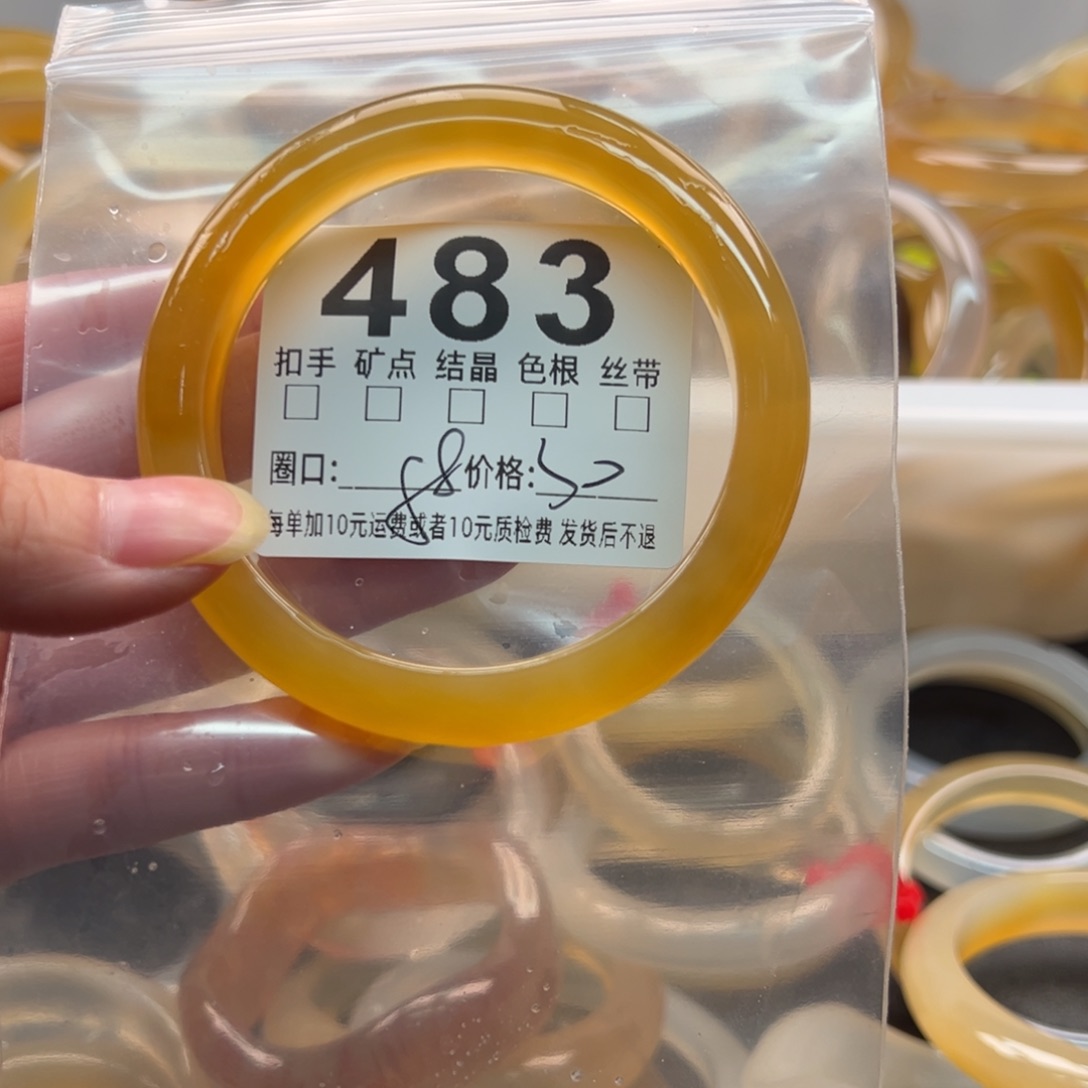 483
扣手 矿点 结晶 色根 丝带
圈口: 58 价格:
每单加10元运费或者10元质检费 发货后不退